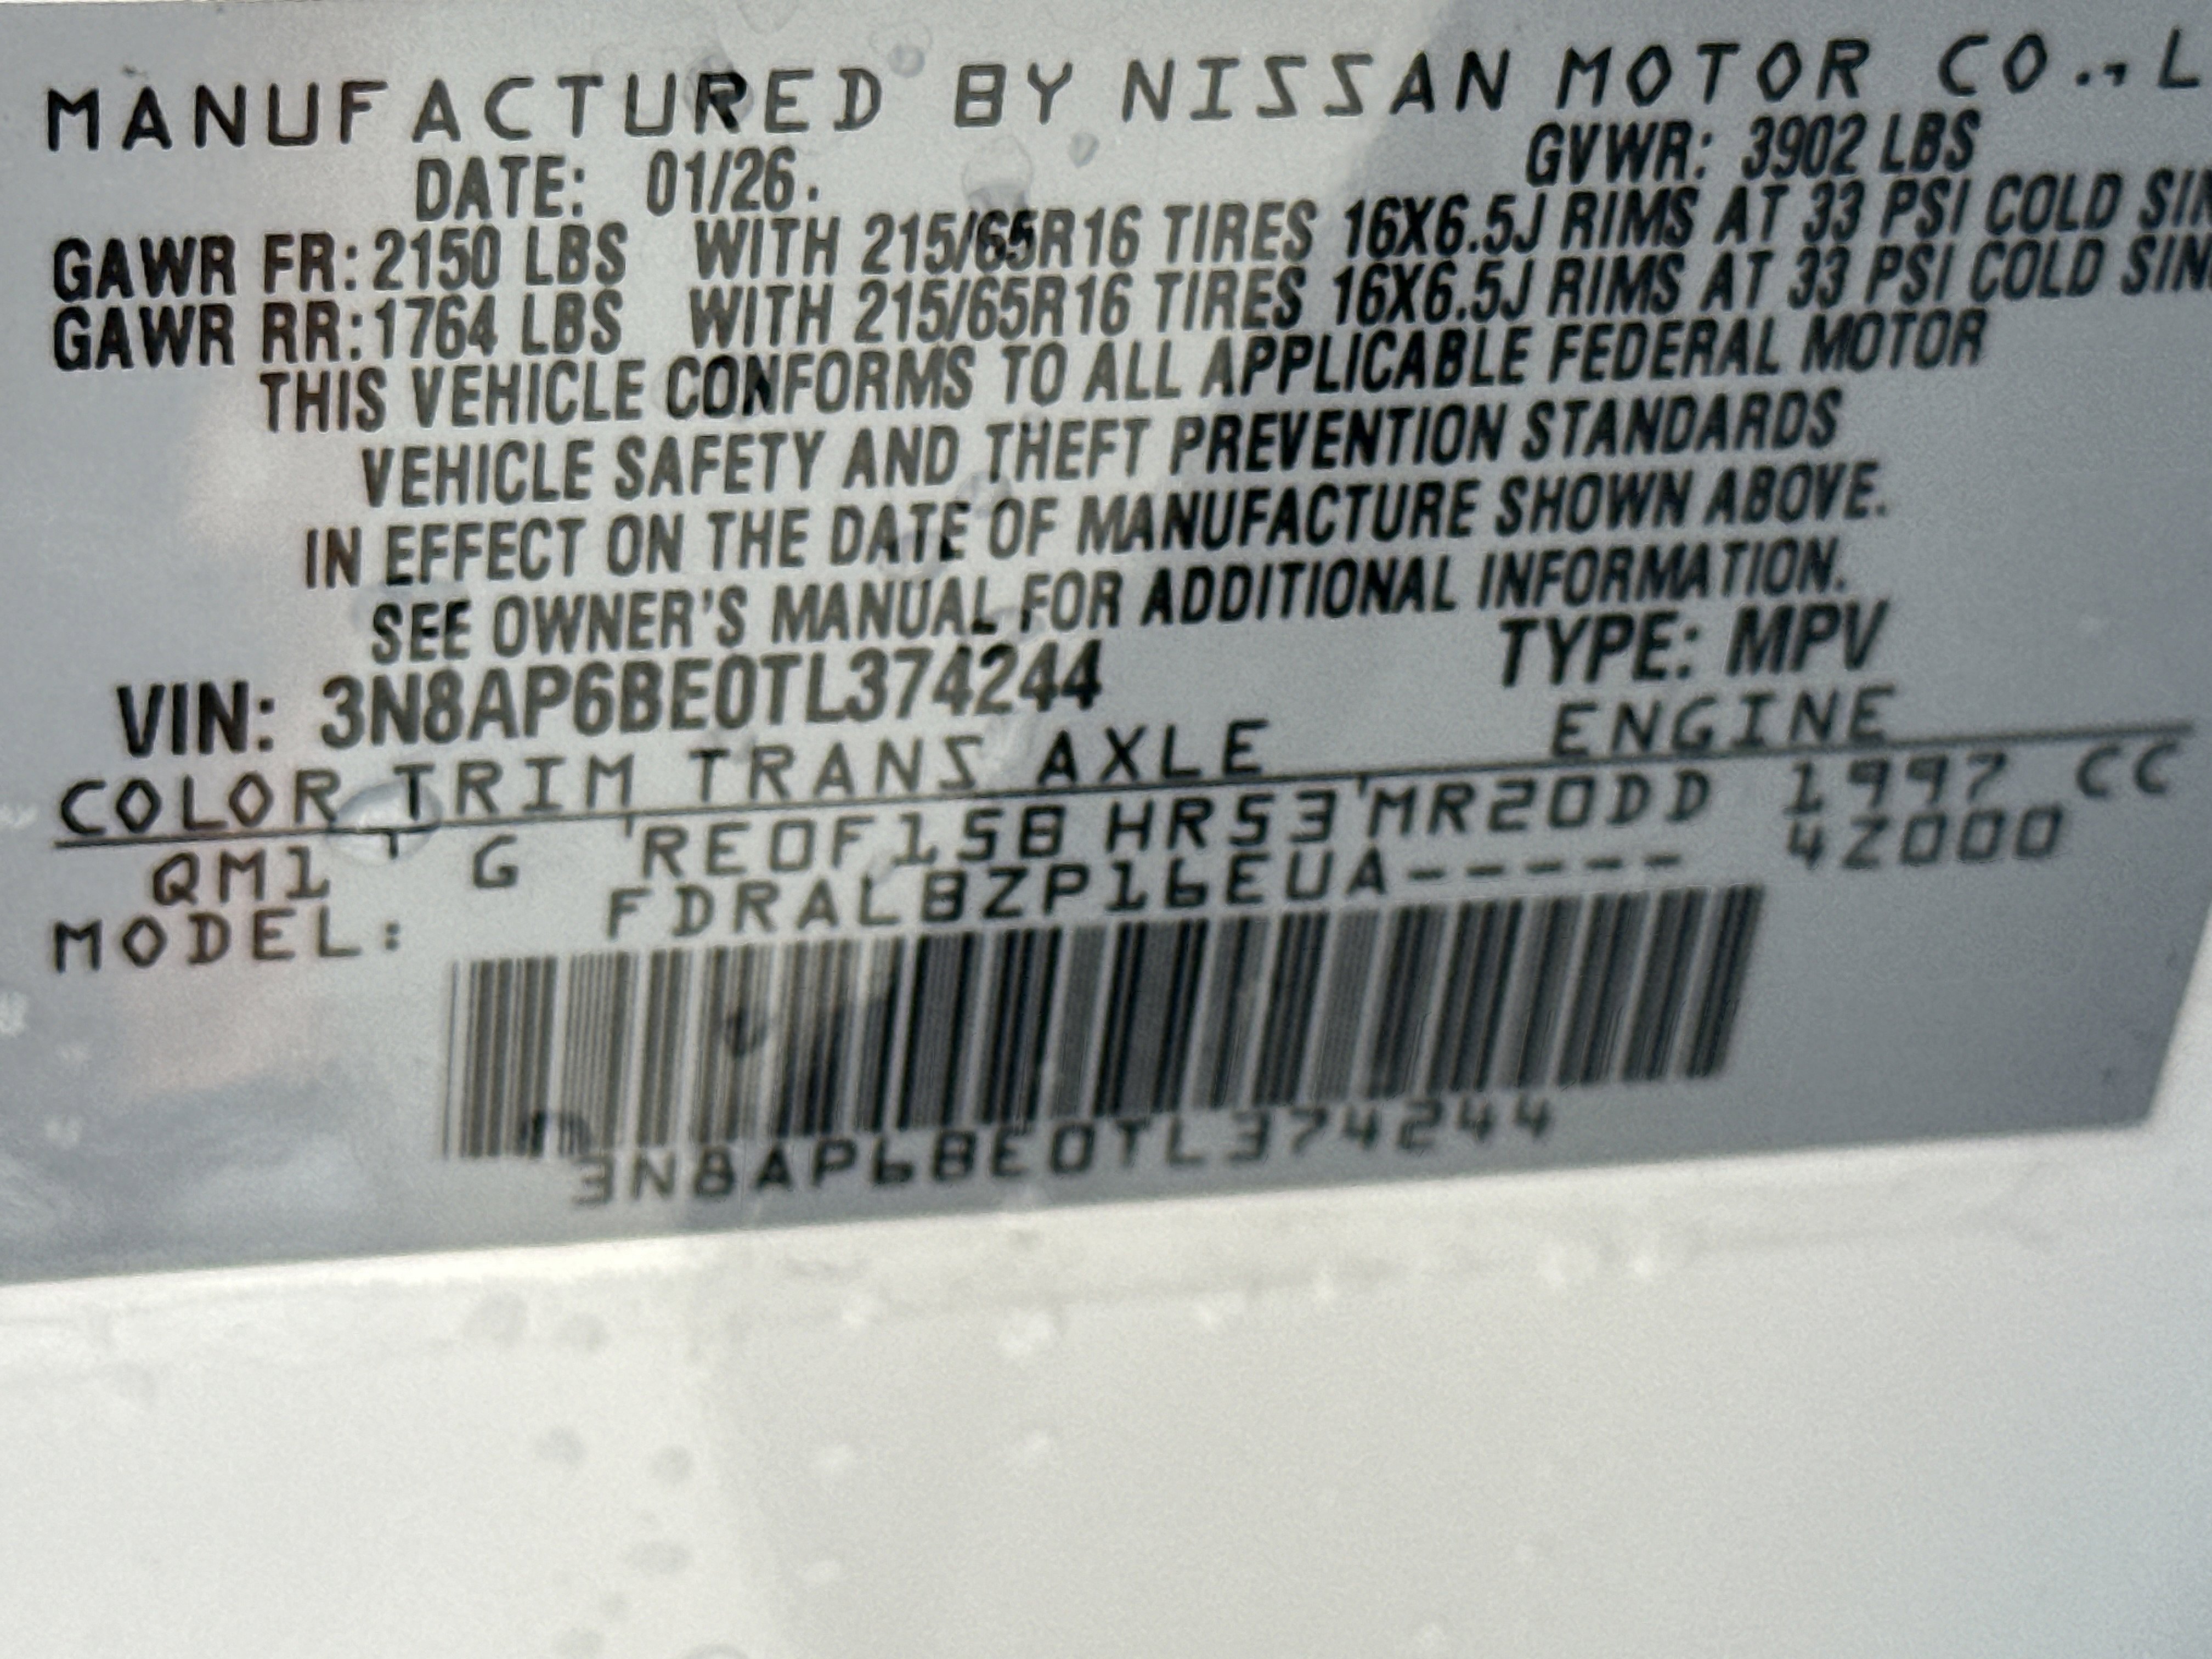 MANUFACTURED BY NISSAN MOTOR CO., L
DATE: 01/26. GVWR: 3902 LBS
GAWR FR: 2150 LBS WITH 215/65R16 TIRES 16X6.5J RIMS AT 33 PSI COLD SIN
GAWR RR: 1764 LBS WITH 215/65R16 TIRES 16X6.5J RIMS AT 33 PSI COLD SIN
THIS VEHICLE CONFORMS TO ALL APPLICABLE FEDERAL MOTOR
VEHICLE SAFETY AND THEFT PREVENTION STANDARDS
IN EFFECT ON THE DATE OF MANUFACTURE SHOWN ABOVE.
SEE OWNER'S MANUAL FOR ADDITIONAL INFORMATION.
VIN: 3N8AP6BE0TL374244 TYPE: MPV
COLOR TRIM TRANS AXLE ENGINE
QM1 G RE0F15B HR53 MR20DD 1997 CC
MODEL: FDRALBZP16EUA----- 4Z000
3N8AP6BE0TL374244